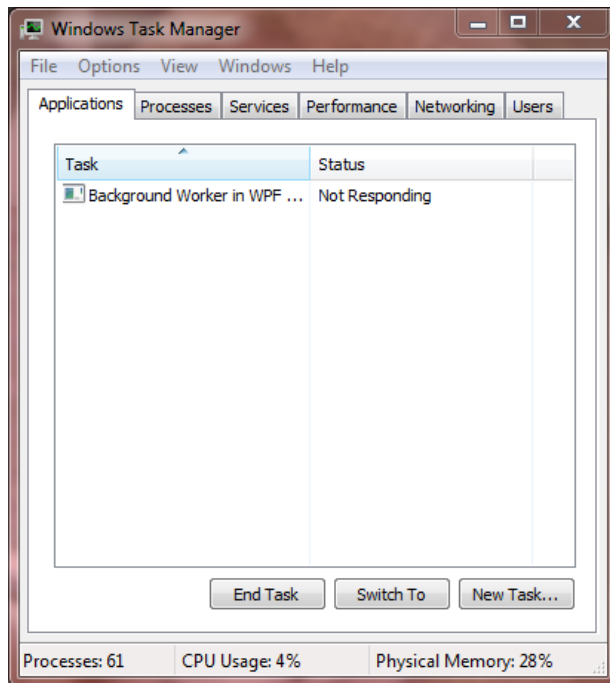 Windows Task Manager
File Options View Windows Help
Applications Processes Services Performance Networking Users
Task Status
Background Worker in WPF ... Not Responding
End Task Switch To New Task...
Processes: 61 CPU Usage: 4% Physical Memory: 28%